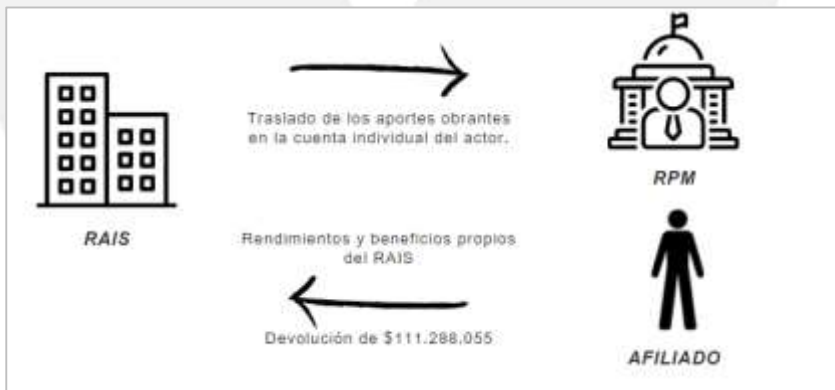 Traslado de los aportes obrantes
en la cuenta individual del actor.
RPM
RAIS
Rendimientos y beneficios propios
del RAIS
Devolución de $111.288.055
AFILIADO